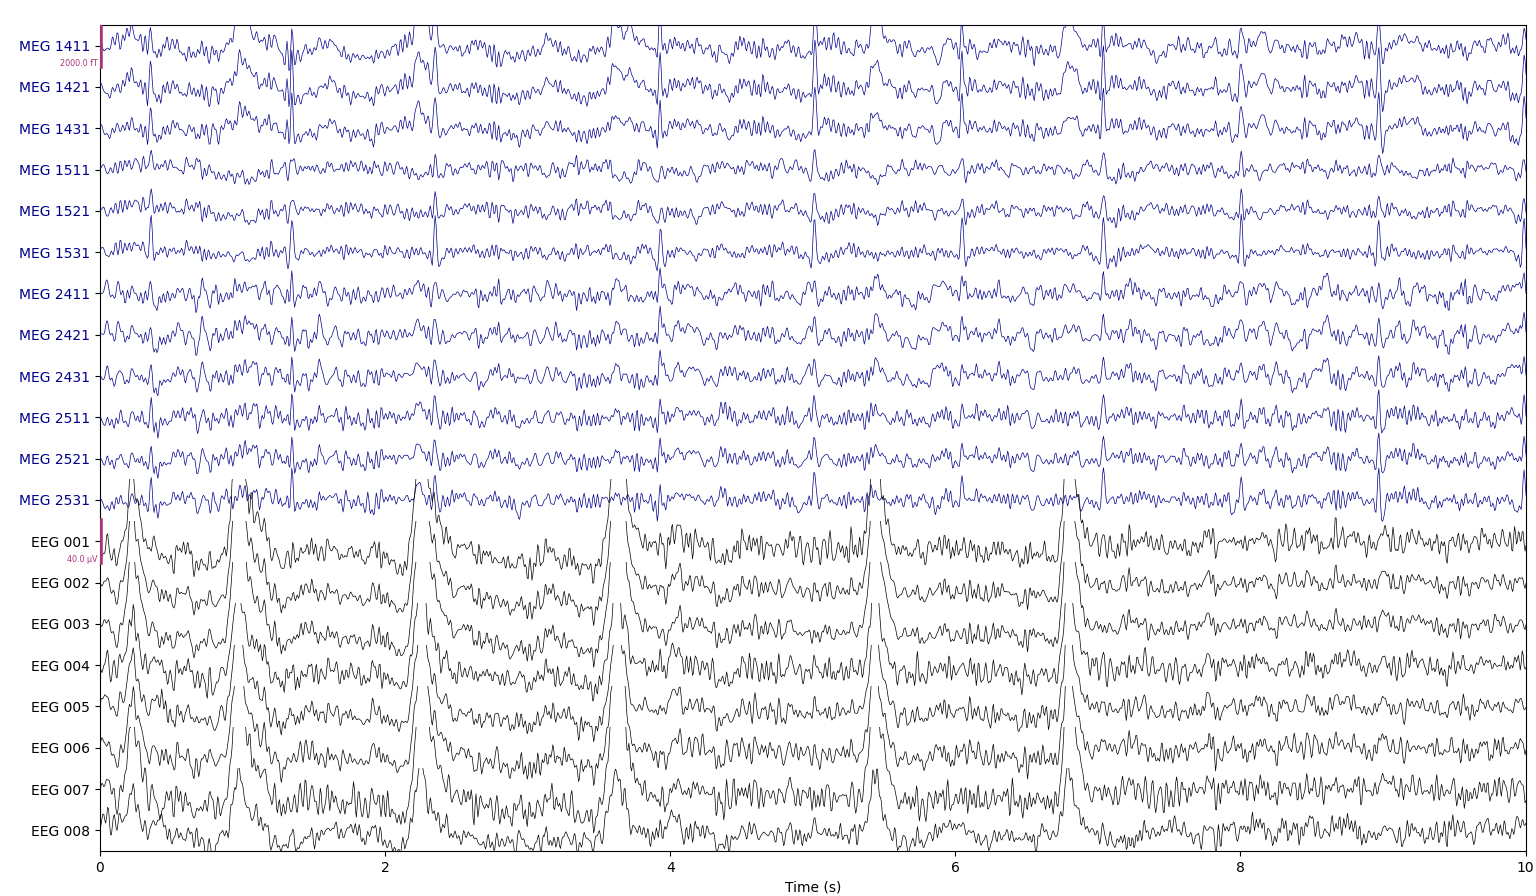 MEG 1411
2000.0 fT
MEG 1421
MEG 1431
MEG 1511
MEG 1521
MEG 1531
MEG 2411
MEG 2421
MEG 2431
MEG 2511
MEG 2521
MEG 2531
EEG 001
40.0 µV
EEG 002
EEG 003
EEG 004
EEG 005
EEG 006
EEG 007
EEG 008
0 2 4 6 8 10
Time (s)